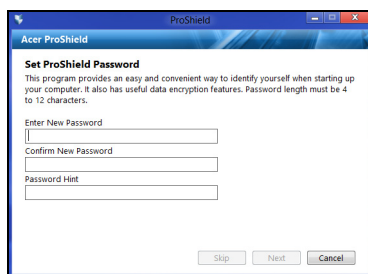 ProShield
Acer ProShield
Set ProShield Password
This program provides an easy and convenient way to identify yourself when starting up
your computer. It also has useful data encryption features. Password length must be 4
to 12 characters.
Enter New Password
Confirm New Password
Password Hint
Skip Next Cancel